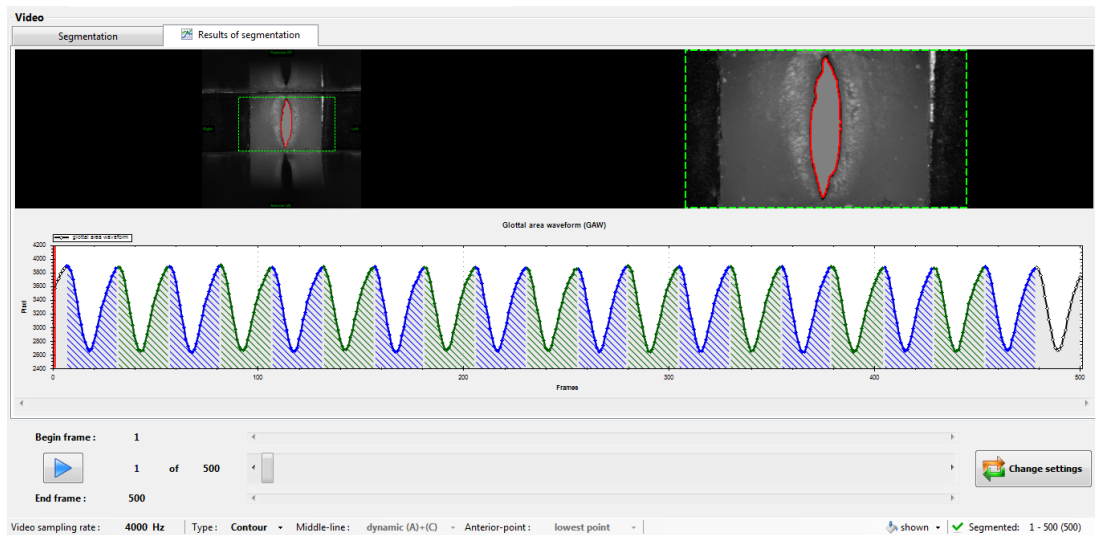 Video
Segmentation
Results of segmentation
Right
Left
Glottal area waveform (GAW)
glottal area waveform
4200
4000
3800
3600
3400
3200
3000
2800
2600
2400
Pixel
0
100
200
300
400
500
Frames
Begin frame :
1
1 of 500
Change settings
End frame :
500
Video sampling rate : 4000 Hz Type : Contour Middle-line : dynamic (A)+(C) Anterior-point : lowest point shown Segmented: 1 - 500 (500)